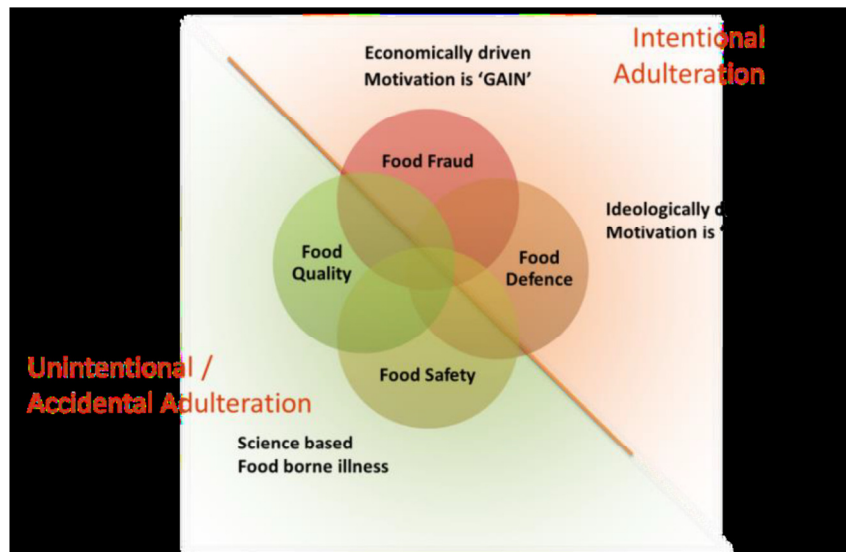 Economically driven
Motivation is ‘GAIN’
Intentional
Adulteration
Food Fraud
Ideologically
Motivation is ‘
Food
Quality
Food
Defence
Unintentional /
Accidental Adulteration
Food Safety
Science based
Food borne illness